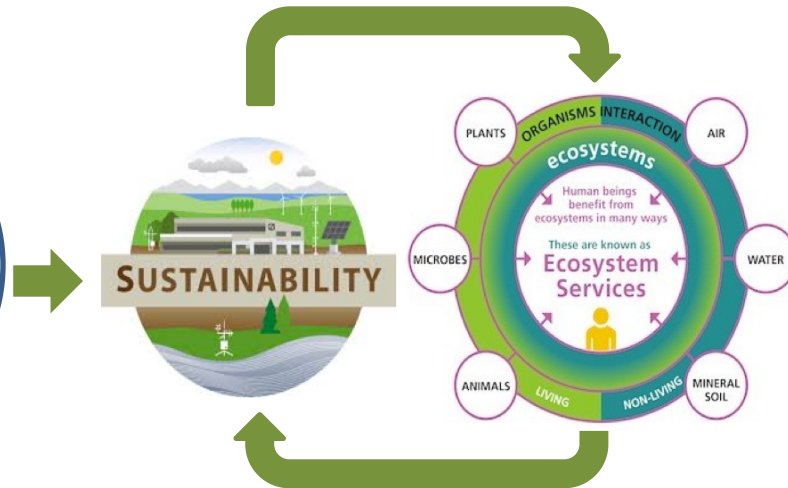 SUSTAINABILITY
ORGANISMS INTERACTION
ecosystems
PLANTS
AIR
MICROBES
WATER
ANIMALS
MINERAL
SOIL
LIVING
NON-LIVING
Human beings
benefit from
ecosystems in many ways
These are known as
Ecosystem
Services